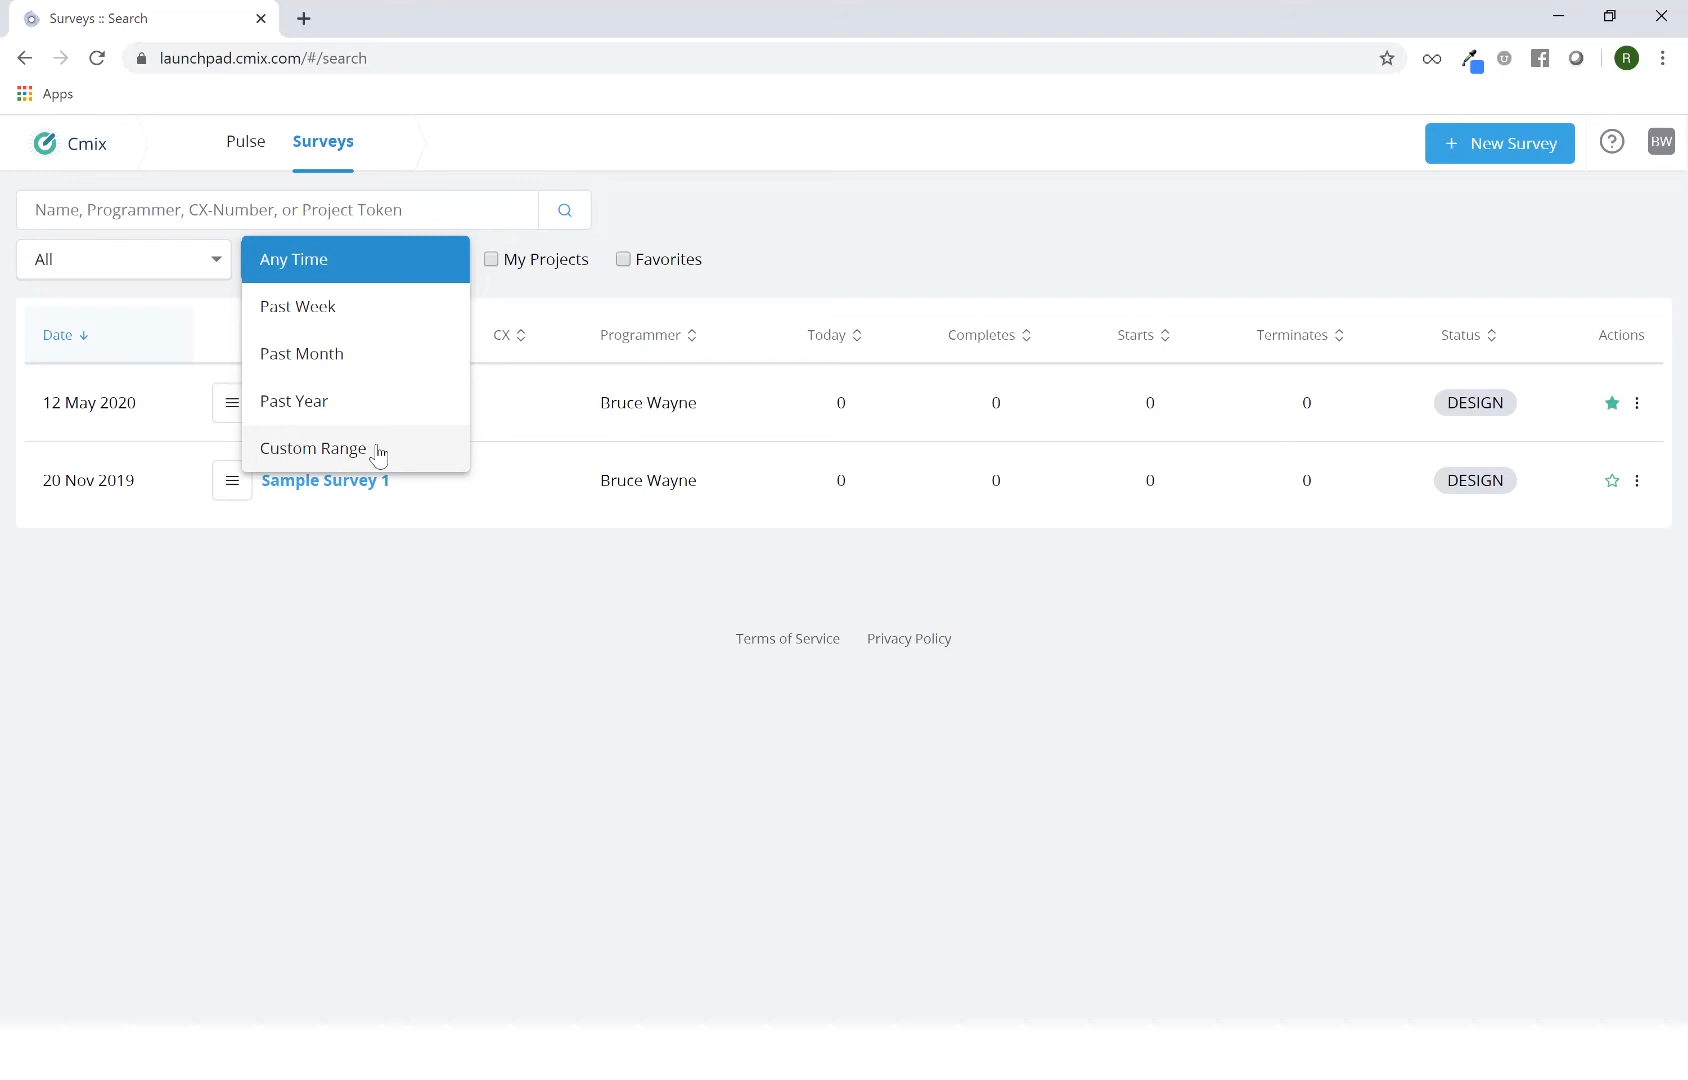 Surveys :: Search
launchpad.cmix.com/#/search
R
Apps
Cmix
Pulse
Surveys
+ New Survey
BW
Name, Programmer, CX-Number, or Project Token
All
Any Time
My Projects
Favorites
Past Week
Past Month
Past Year
Custom Range
Date
CX
Programmer
Today
Completes
Starts
Terminates
Status
Actions
12 May 2020
Bruce Wayne
0
0
0
0
DESIGN
20 Nov 2019
Sample Survey 1
Bruce Wayne
0
0
0
0
DESIGN
Terms of Service
Privacy Policy